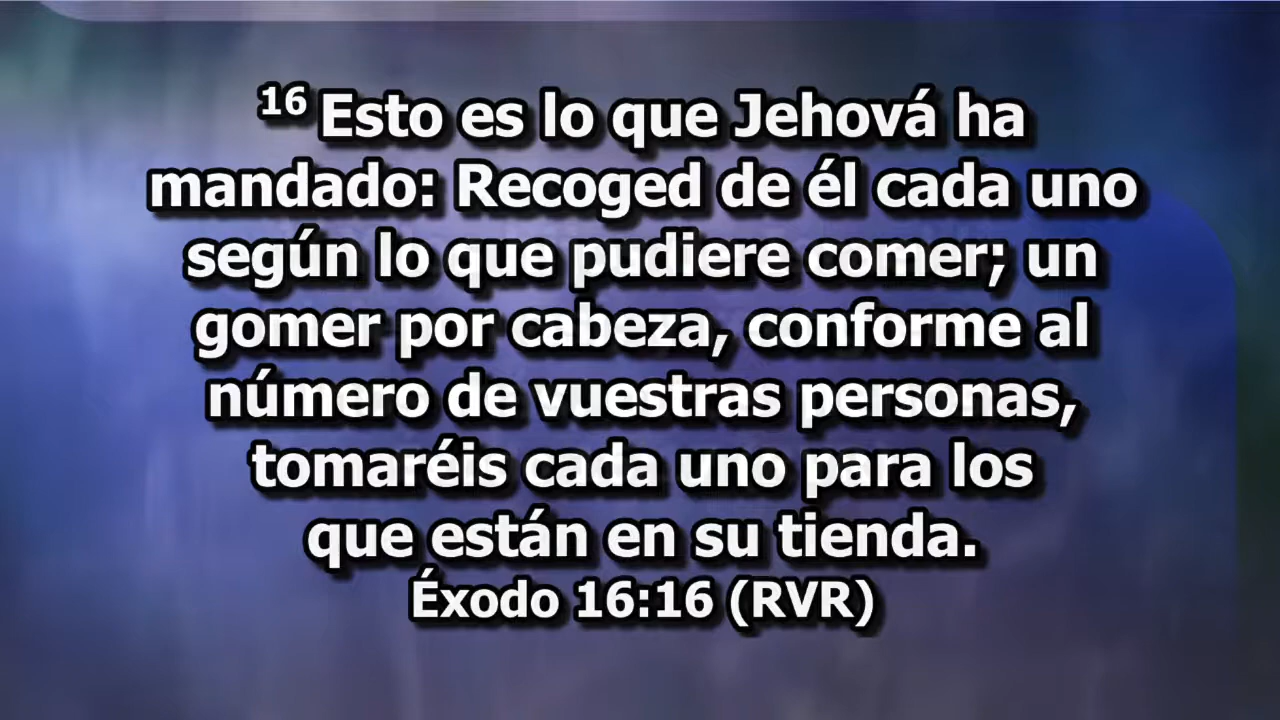 16 Esto es lo que Jehová ha
mandado: Recoged de él cada uno
según lo que pudiere comer; un
gomer por cabeza, conforme al
número de vuestras personas,
tomaréis cada uno para los
que están en su tienda.
Éxodo 16:16 (RVR)